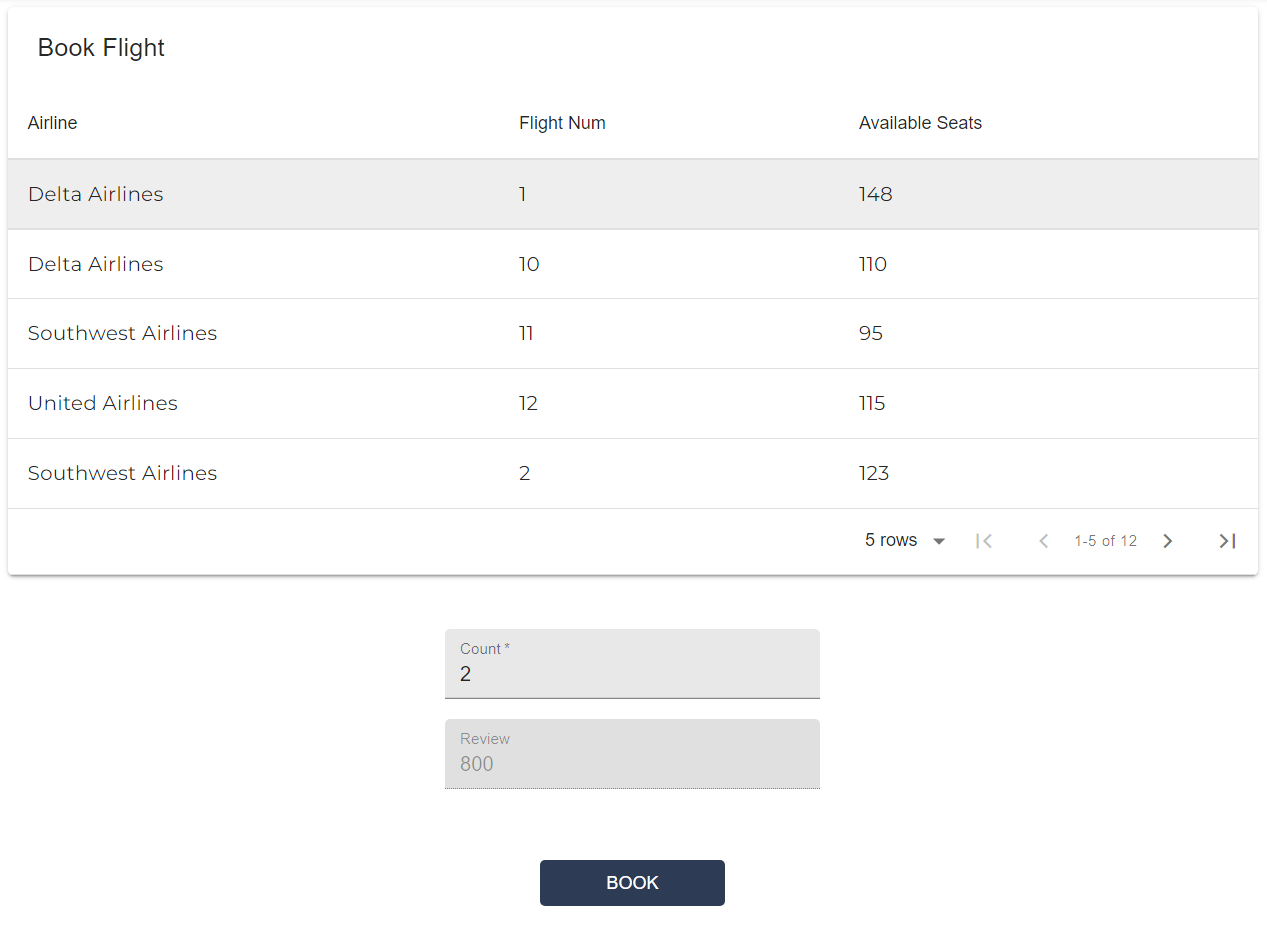 Book Flight
Airline Flight Num Available Seats
Delta Airlines 1 148
Delta Airlines 10 110
Southwest Airlines 11 95
United Airlines 12 115
Southwest Airlines 2 123
5 rows 1-5 of 12
Count *
2
Review
800
BOOK